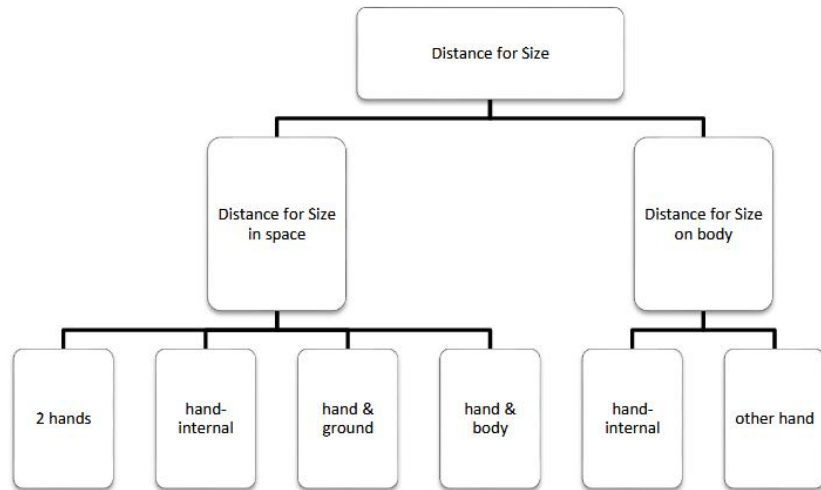 Distance for Size
Distance for Size
in space
Distance for Size
on body
2 hands
hand-
internal
hand &
ground
hand &
body
hand-
internal
other hand